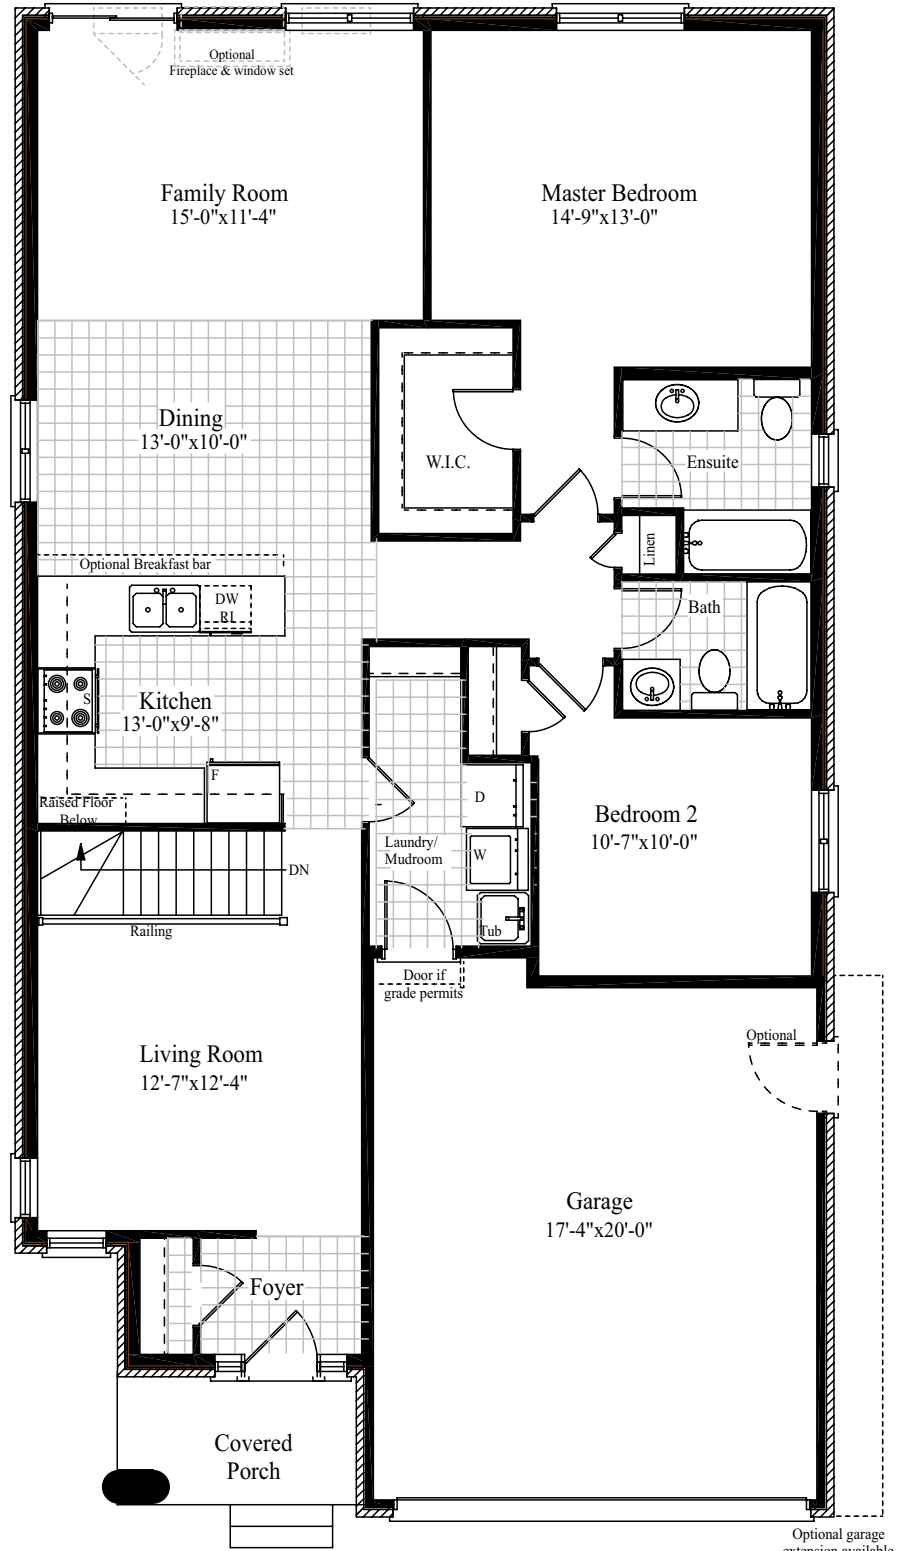 Optional
Fireplace & window set
Family Room
15'-0"x11'-4"
Master Bedroom
14'-9"x13'-0"
Dining
13'-0"x10'-0"
W.I.C.
Ensuite
Linen
Optional Breakfast bar
DW
RI
Bath
S
Kitchen
13'-0"x9'-8"
F
Raised Floor
Below
D
W
Laundry/
Mudroom
Bedroom 2
10'-7"x10'-0"
DN
Railing
Tub
Door if
grade permits
Optional
Living Room
12'-7"x12'-4"
Garage
17'-4"x20'-0"
Foyer
Covered
Porch
Optional garage
extension available